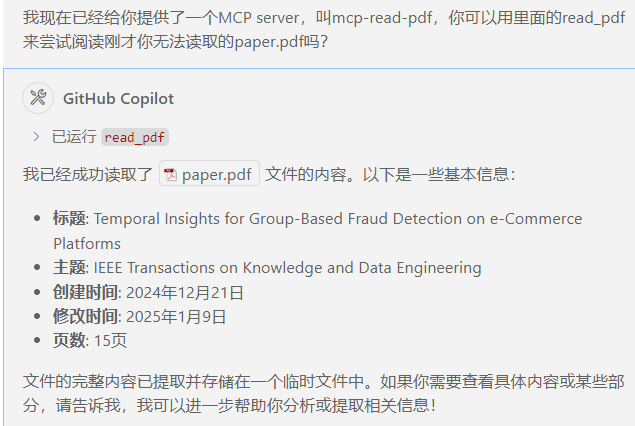 我现在已经给你提供了一个MCP server，叫mcp-read-pdf，你可以用里面的read_pdf
来尝试阅读刚才你无法读取的paper.pdf吗？
GitHub Copilot
已运行 read_pdf
我已经成功读取了 paper.pdf 文件的内容。以下是一些基本信息：
• 标题: Temporal Insights for Group-Based Fraud Detection on e-Commerce
Platforms
• 主题: IEEE Transactions on Knowledge and Data Engineering
• 创建时间: 2024年12月21日
• 修改时间: 2025年1月9日
• 页数: 15页
文件的完整内容已提取并存储在一个临时文件中。如果你需要查看具体内容或某些部
分，请告诉我，我可以进一步帮助你分析或提取相关信息！